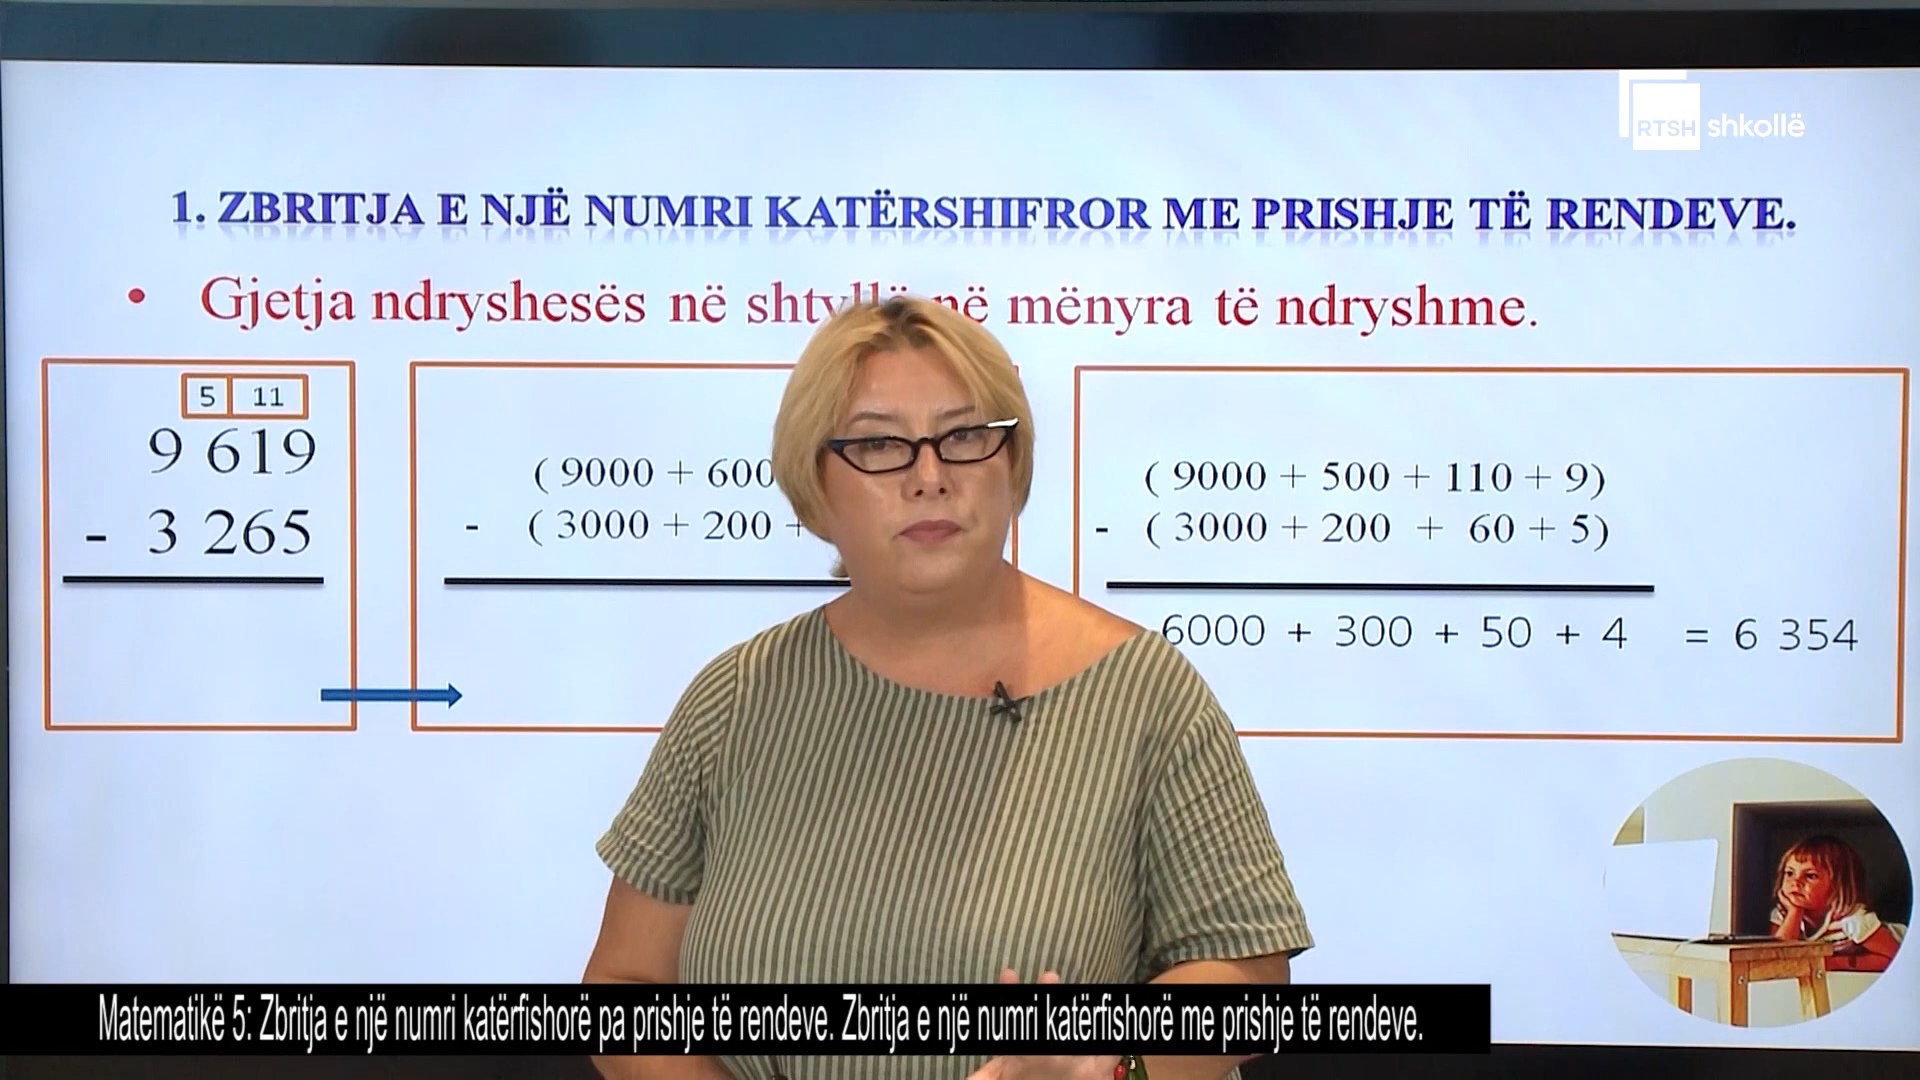 RTSH shkollë
1. ZBRITJA E NJË NUMRI KATËRSHIFROR ME PRISHJE TË RENDEVE.
• Gjetja ndryshesës në shtyllë në mënyra të ndryshme.
5 11
9 619
- 3 265
( 9000 + 600
- ( 3000 + 200 +
( 9000 + 500 + 110 + 9)
- ( 3000 + 200 + 60 + 5)
6000 + 300 + 50 + 4 = 6 354
Matematikë 5: Zbritja e një numri katërfishorë pa prishje të rendeve. Zbritja e një numri katërfishorë me prishje të rendeve.